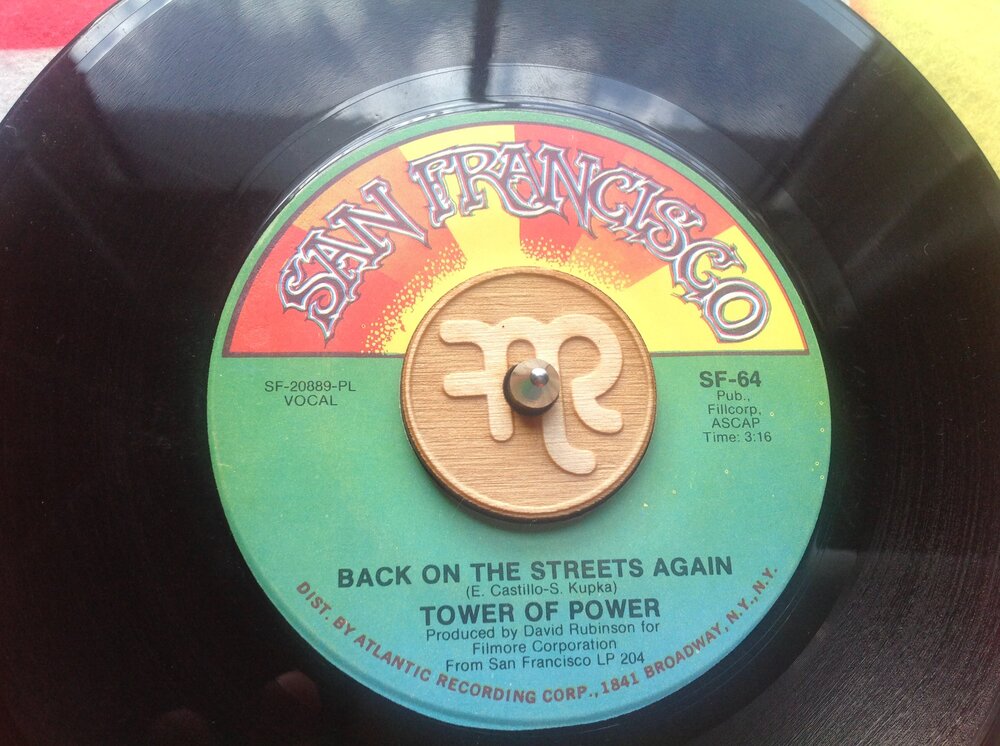 SAN FRANCISCO
SF-20889-PL
VOCAL
SF-64
Pub.,
Fillcorp,
ASCAP
Time: 3:16
BACK ON THE STREETS AGAIN
(E. Castillo-S. Kupka)
TOWER OF POWER
Produced by David Rubinson for
Filmore Corporation
From San Francisco LP 204
DIST. BY ATLANTIC RECORDING CORP., 1841 BROADWAY, N.Y., N.Y.